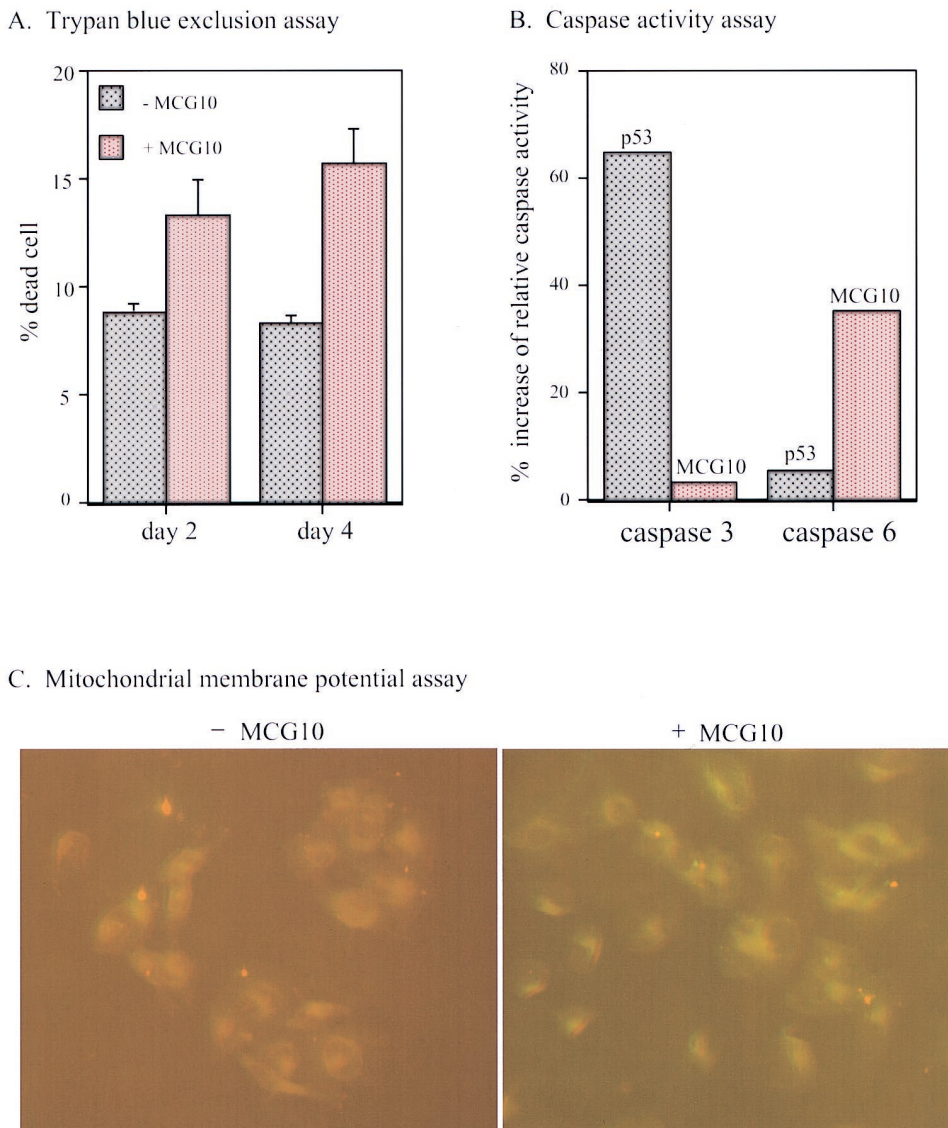 A. Trypan blue exclusion assay
20
15
10
5
0
% dead cell
- MCG10
+ MCG10
day 2
day 4
B. Caspase activity assay
80
60
40
20
0
% increase of relative caspase activity
p53
MCG10
p53
MCG10
caspase 3
caspase 6
C. Mitochondrial membrane potential assay
− MCG10
+ MCG10